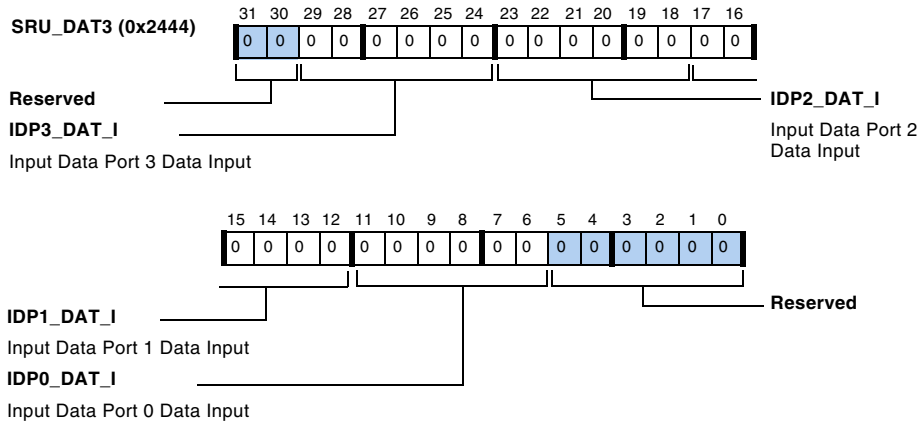 SRU_DAT3 (0x2444)
31 30 29 28 27 26 25 24 23 22 21 20 19 18 17 16
0 0 0 0 0 0 0 0 0 0 0 0 0 0 0 0
Reserved
IDP3_DAT_I
Input Data Port 3 Data Input
IDP2_DAT_I
Input Data Port 2
Data Input
15 14 13 12 11 10 9 8 7 6 5 4 3 2 1 0
0 0 0 0 0 0 0 0 0 0 0 0 0 0 0 0
IDP1_DAT_I
Input Data Port 1 Data Input
IDP0_DAT_I
Input Data Port 0 Data Input
Reserved